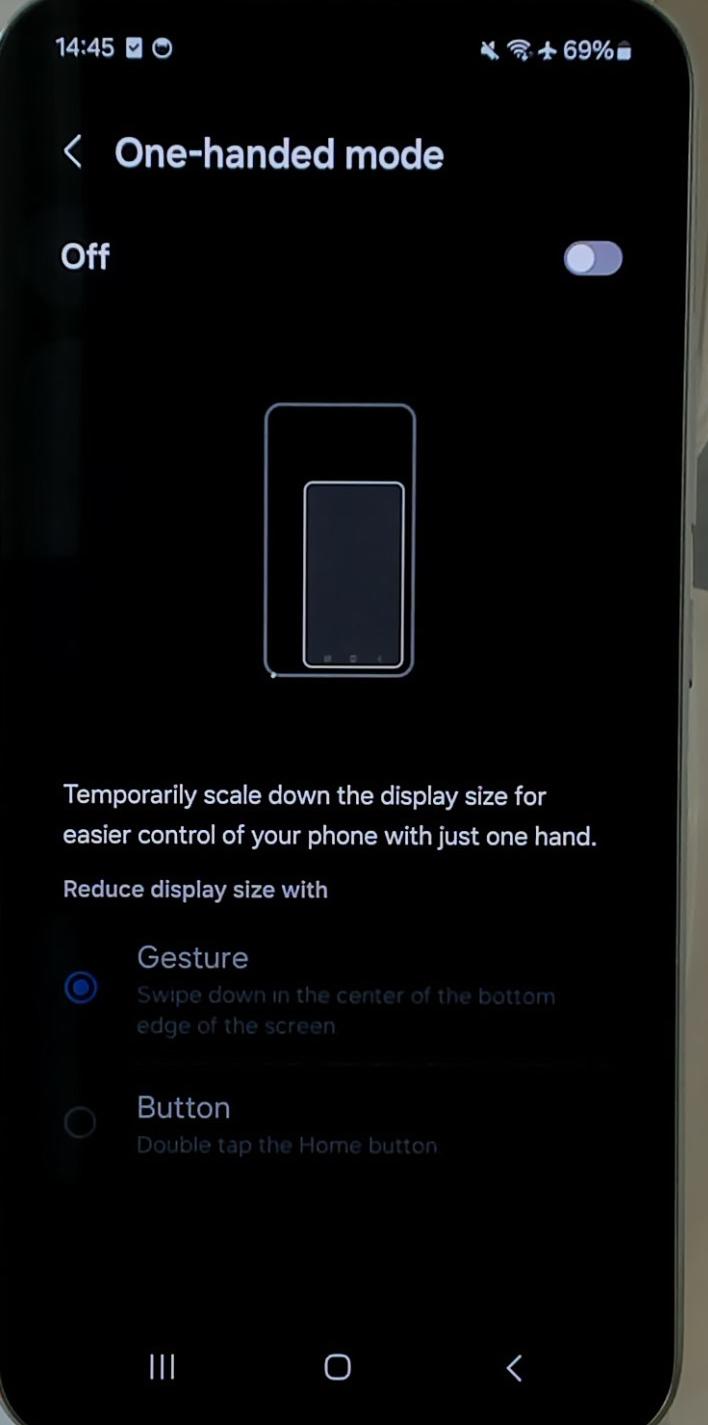 14:45 69%
One-handed mode
Off
Temporarily scale down the display size for
easier control of your phone with just one hand.
Reduce display size with
Gesture
Swipe down in the center of the bottom
edge of the screen
Button
Double tap the Home button